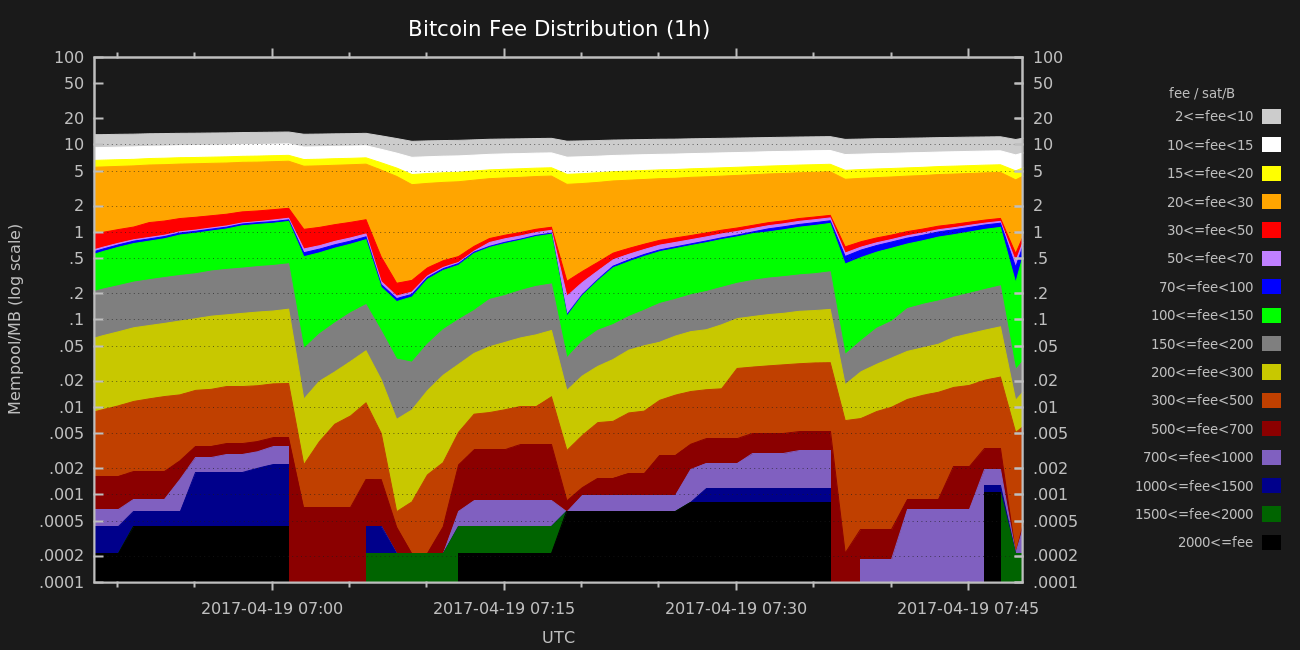 Bitcoin Fee Distribution (1h)
100 100
50 50
20 20
10 10
5 5
2 2
1 1
.5 .5
.2 .2
.1 .1
.05 .05
.02 .02
.01 .01
.005 .005
.002 .002
.001 .001
.0005 .0005
.0002 .0002
.0001 .0001
Mempool/MB (log scale)
2017-04-19 07:00 2017-04-19 07:15 2017-04-19 07:30 2017-04-19 07:45
UTC
fee / sat/B
2<=fee<10
10<=fee<15
15<=fee<20
20<=fee<30
30<=fee<50
50<=fee<70
70<=fee<100
100<=fee<150
150<=fee<200
200<=fee<300
300<=fee<500
500<=fee<700
700<=fee<1000
1000<=fee<1500
1500<=fee<2000
2000<=fee